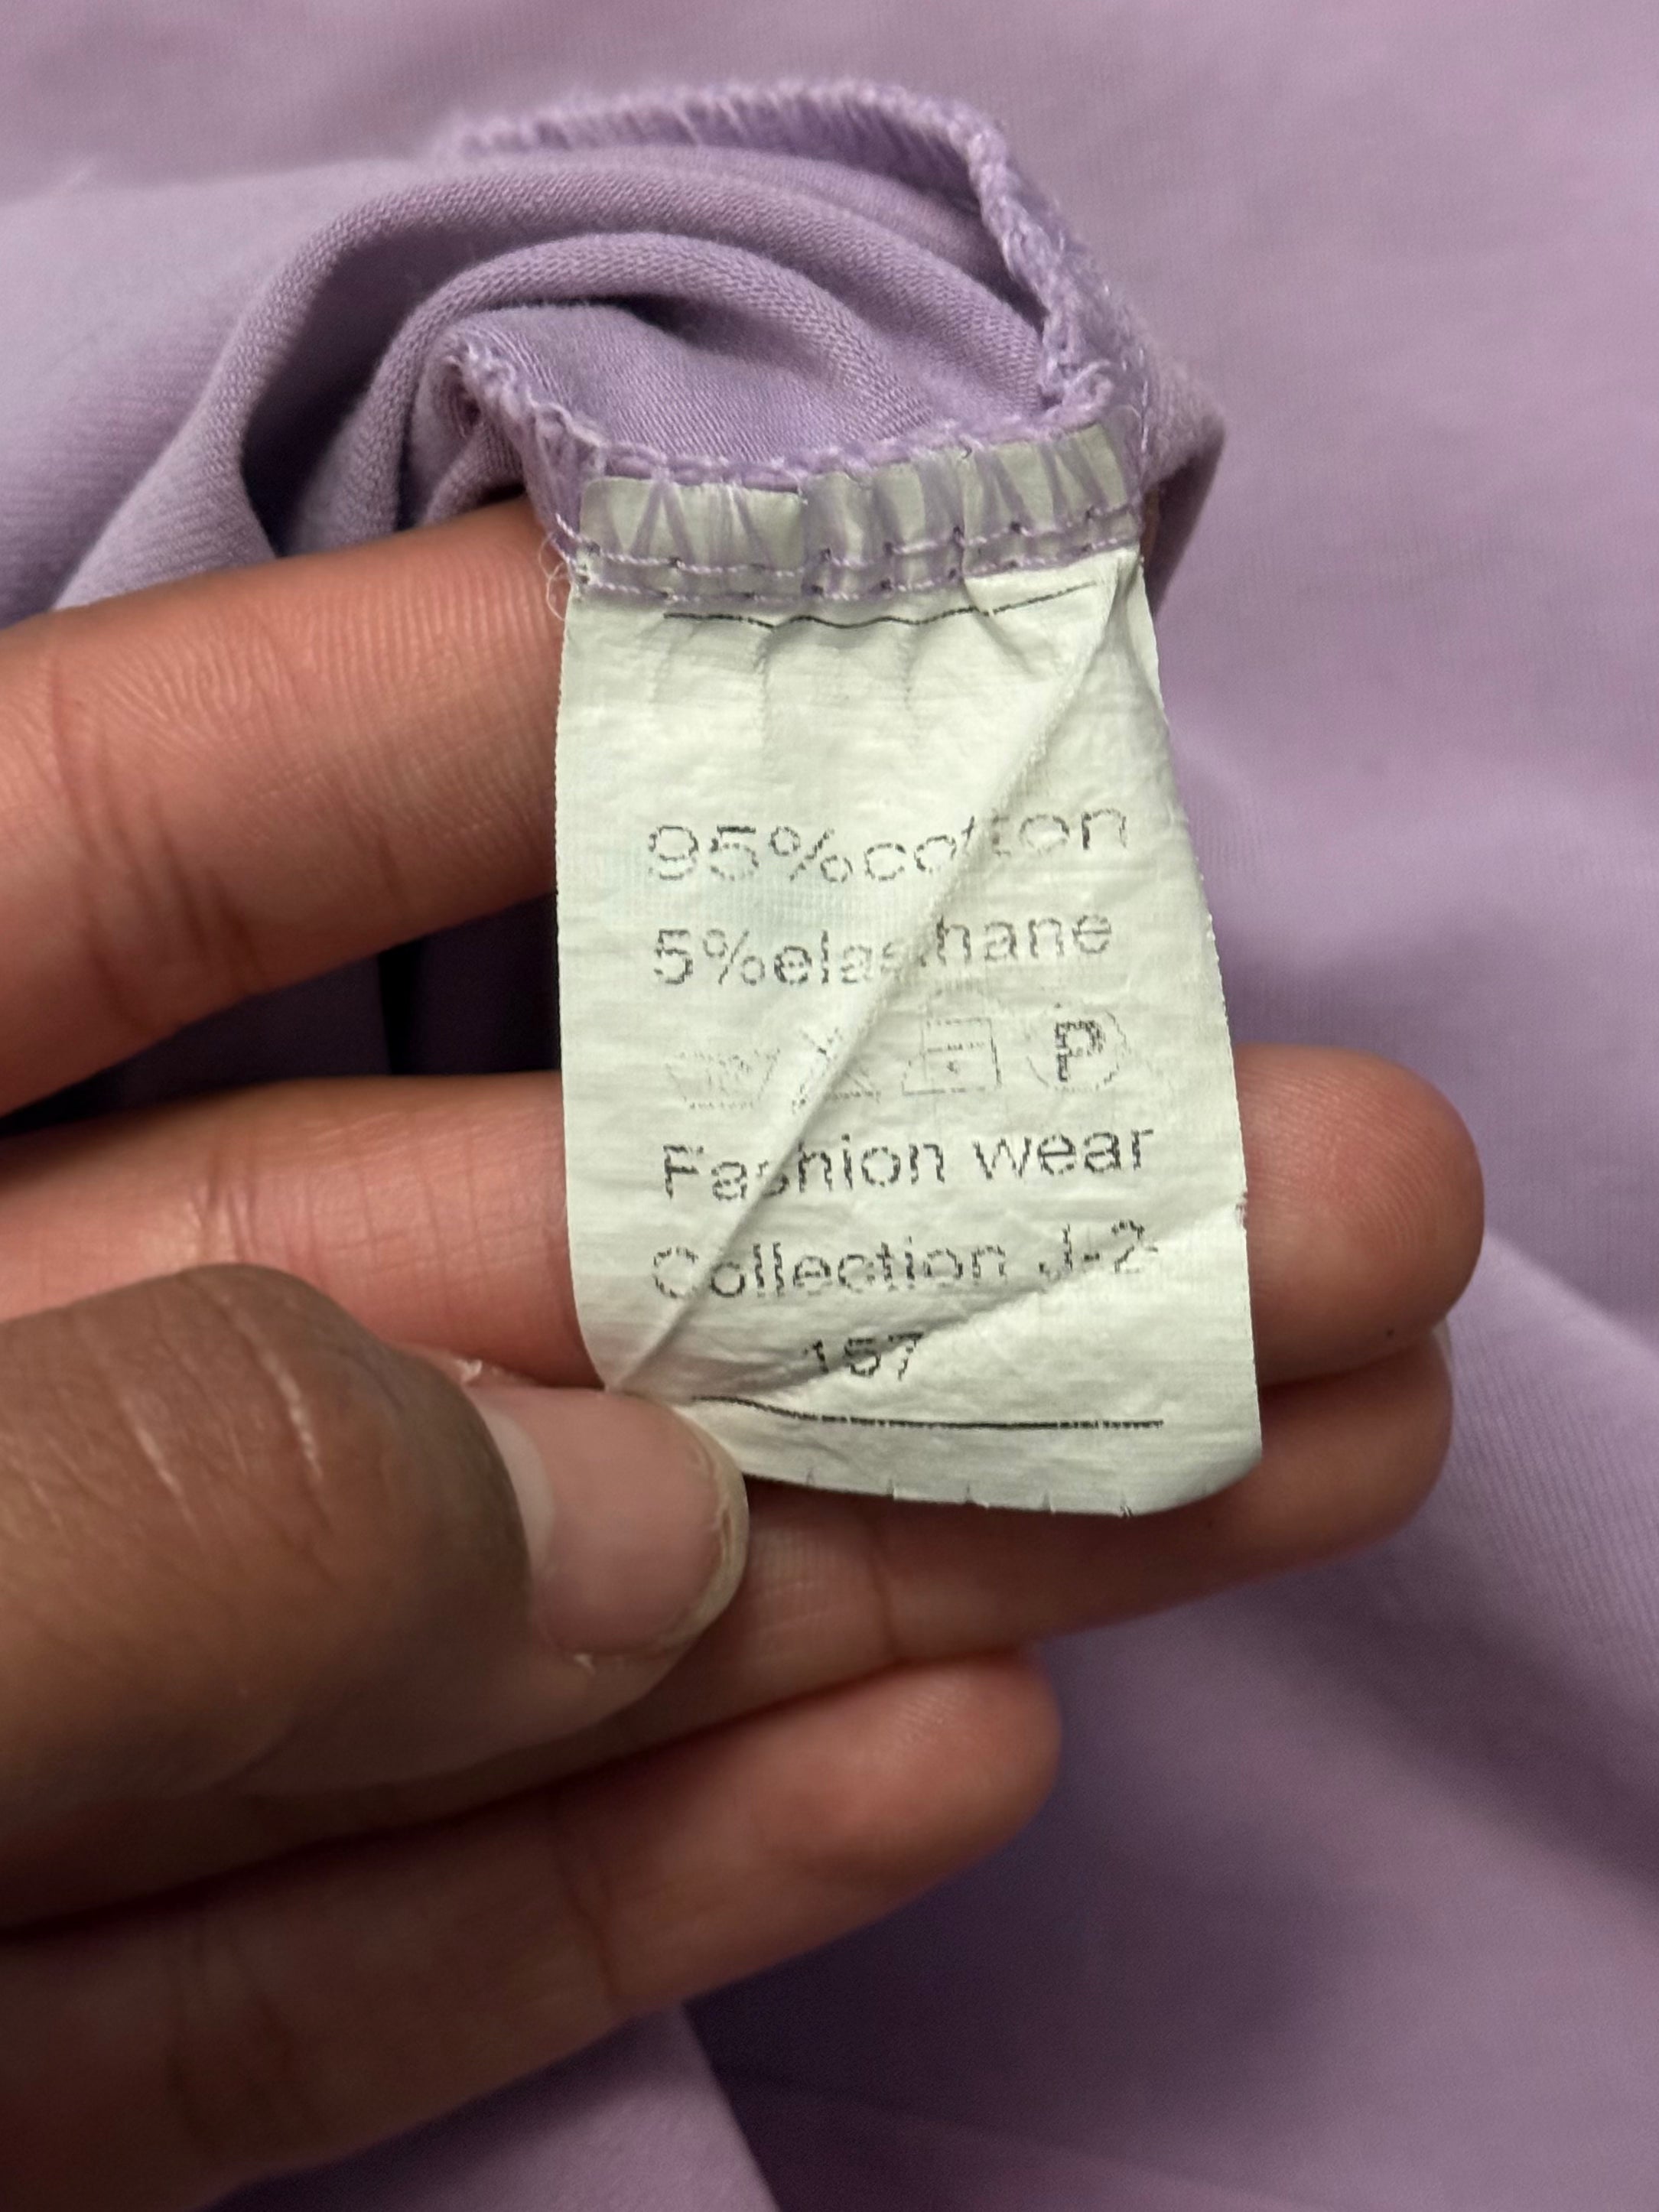 95%cotton
5%elasthane
P
Fashion wear
Collection J-2
157